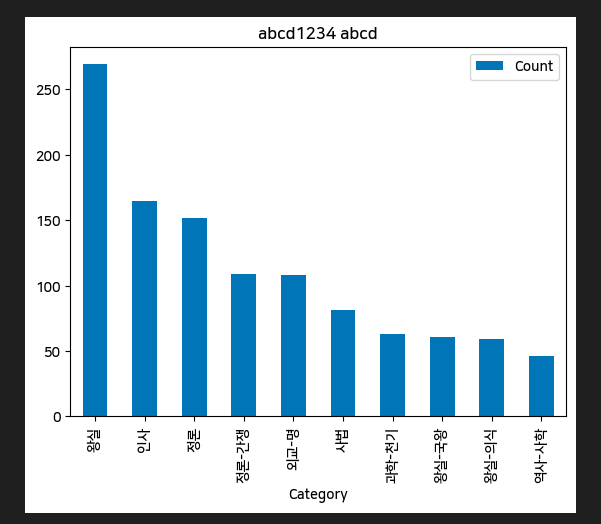 abcd1234 abcd
Count
250
200
150
100
50
0
왕실
인사
정론
정론-간쟁
외교-명
사법
과학-천기
왕실-국왕
왕실-의식
역사-사학
Category